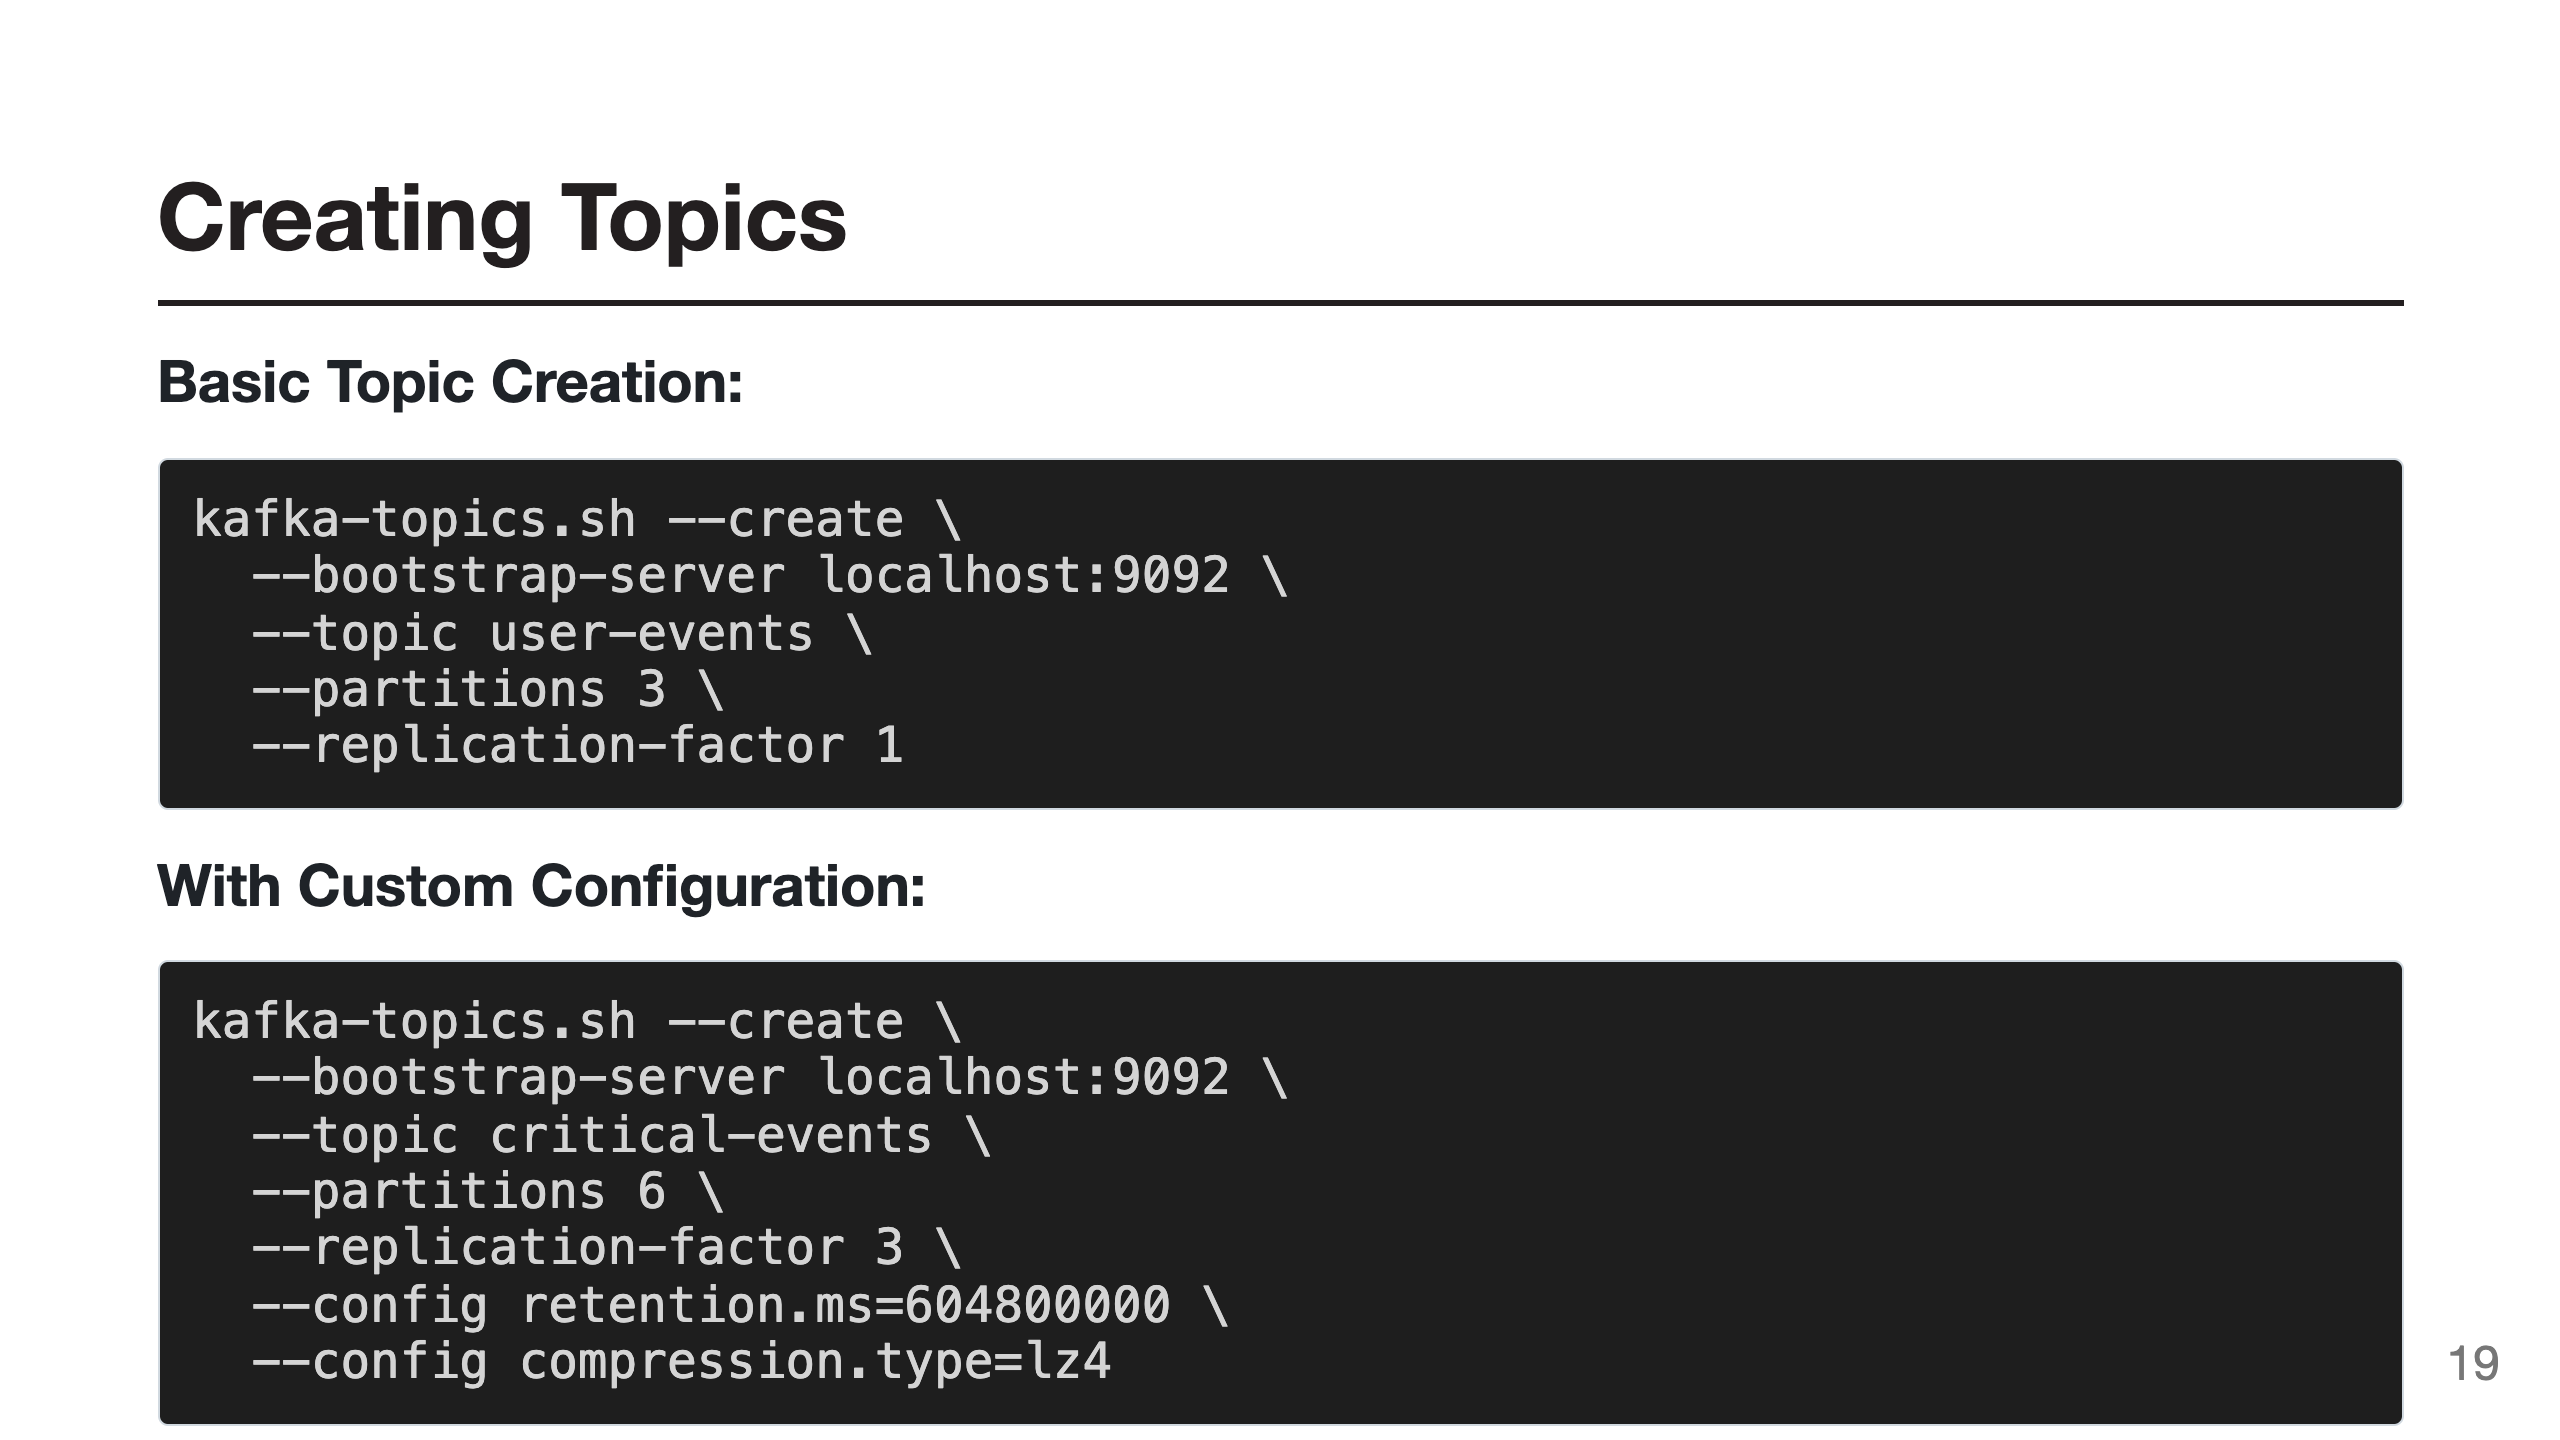 Creating Topics
Basic Topic Creation:
kafka-topics.sh --create \
  --bootstrap-server localhost:9092 \
  --topic user-events \
  --partitions 3 \
  --replication-factor 1
With Custom Configuration:
kafka-topics.sh --create \
  --bootstrap-server localhost:9092 \
  --topic critical-events \
  --partitions 6 \
  --replication-factor 3 \
  --config retention.ms=604800000 \
  --config compression.type=lz4
19